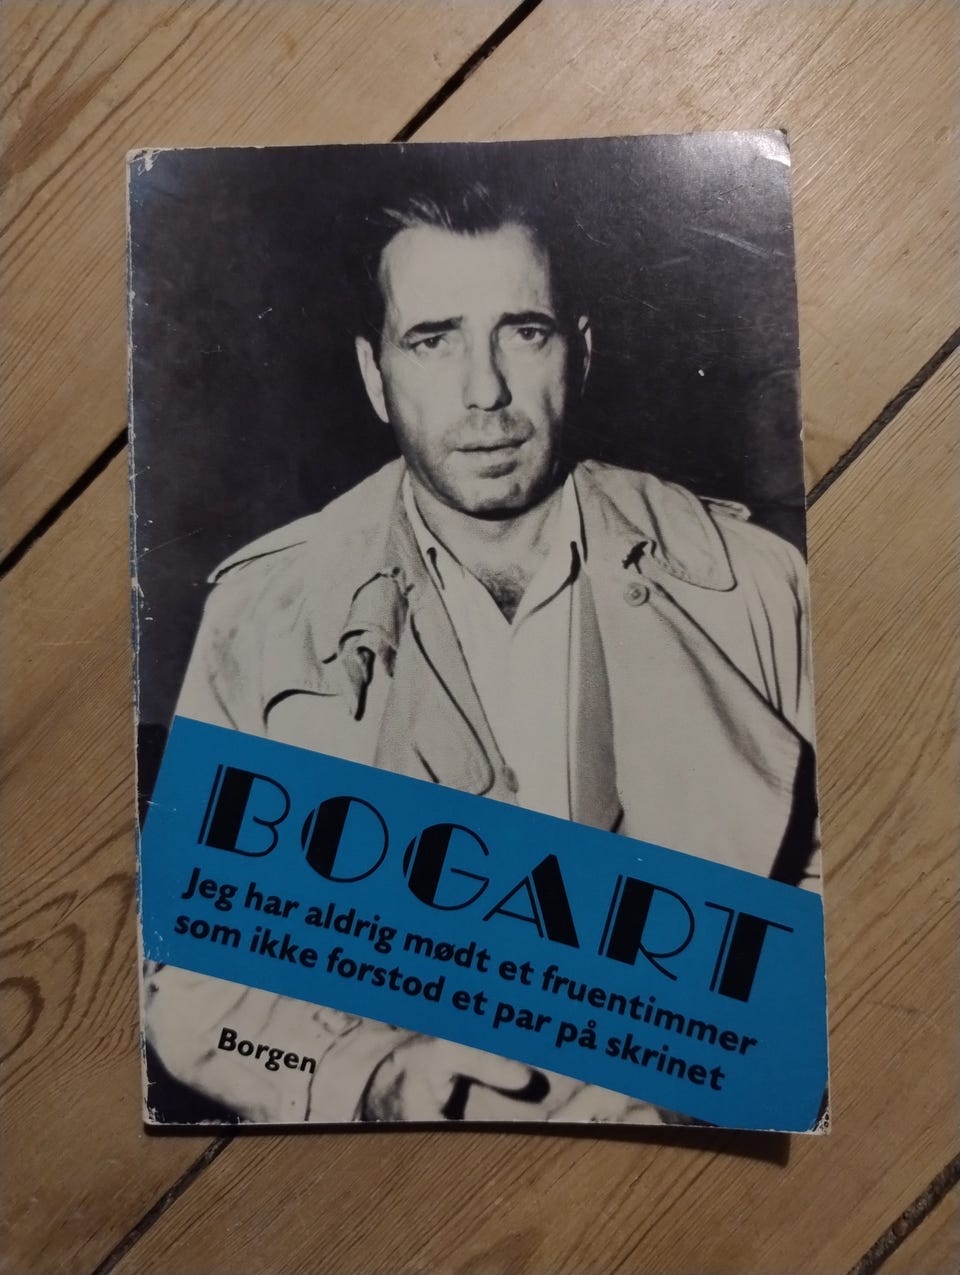 BOGART
Jeg har aldrig mødt et fruentimmer
som ikke forstod et par på skrinet
Borgen